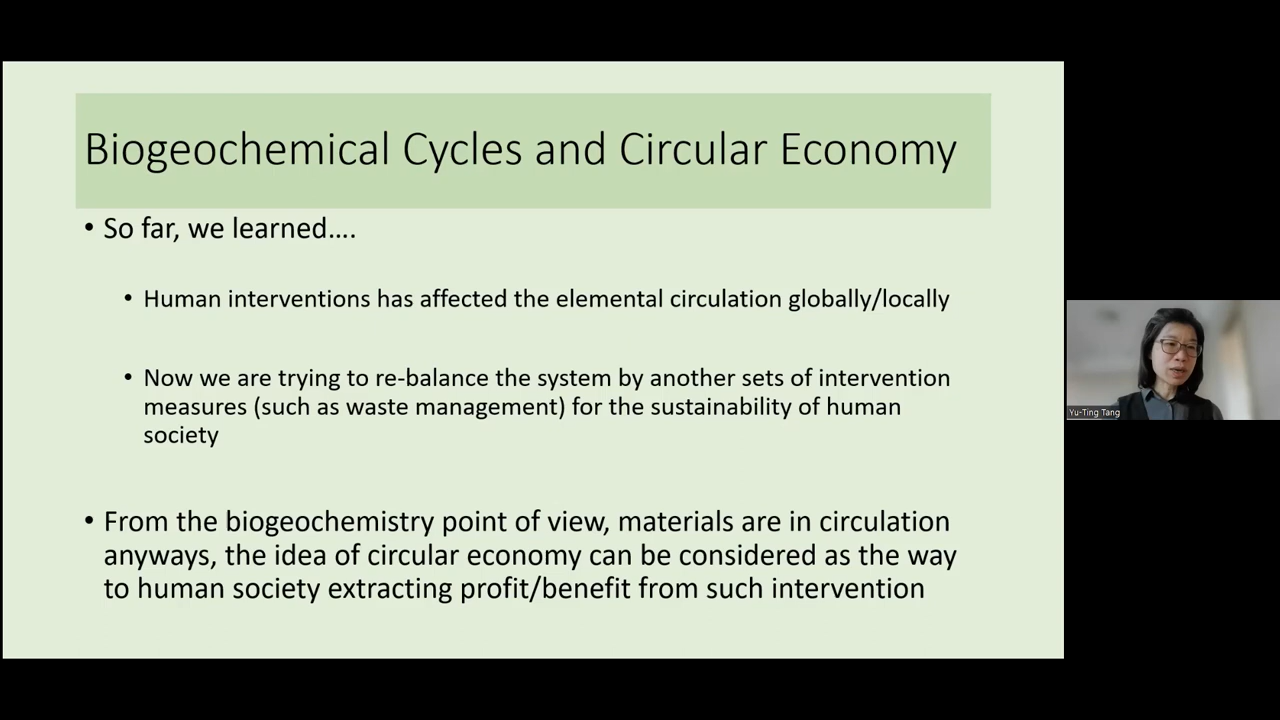 Biogeochemical Cycles and Circular Economy
• So far, we learned....
• Human interventions has affected the elemental circulation globally/locally
• Now we are trying to re-balance the system by another sets of intervention
measures (such as waste management) for the sustainability of human
society
• From the biogeochemistry point of view, materials are in circulation
anyways, the idea of circular economy can be considered as the way
to human society extracting profit/benefit from such intervention
Yu-Ting Tang